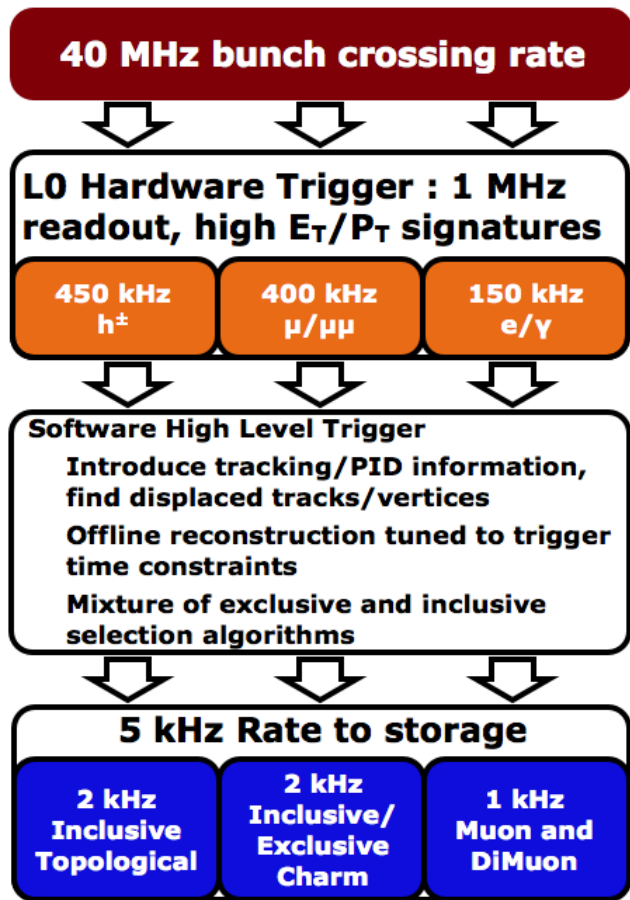 40 MHz bunch crossing rate
L0 Hardware Trigger : 1 MHz
readout, high E_T/P_T signatures
450 kHz
h±
400 kHz
μ/μμ
150 kHz
e/γ
Software High Level Trigger
Introduce tracking/PID information,
find displaced tracks/vertices
Offline reconstruction tuned to trigger
time constraints
Mixture of exclusive and inclusive
selection algorithms
5 kHz Rate to storage
2 kHz
Inclusive
Topological
2 kHz
Inclusive/
Exclusive
Charm
1 kHz
Muon and
DiMuon